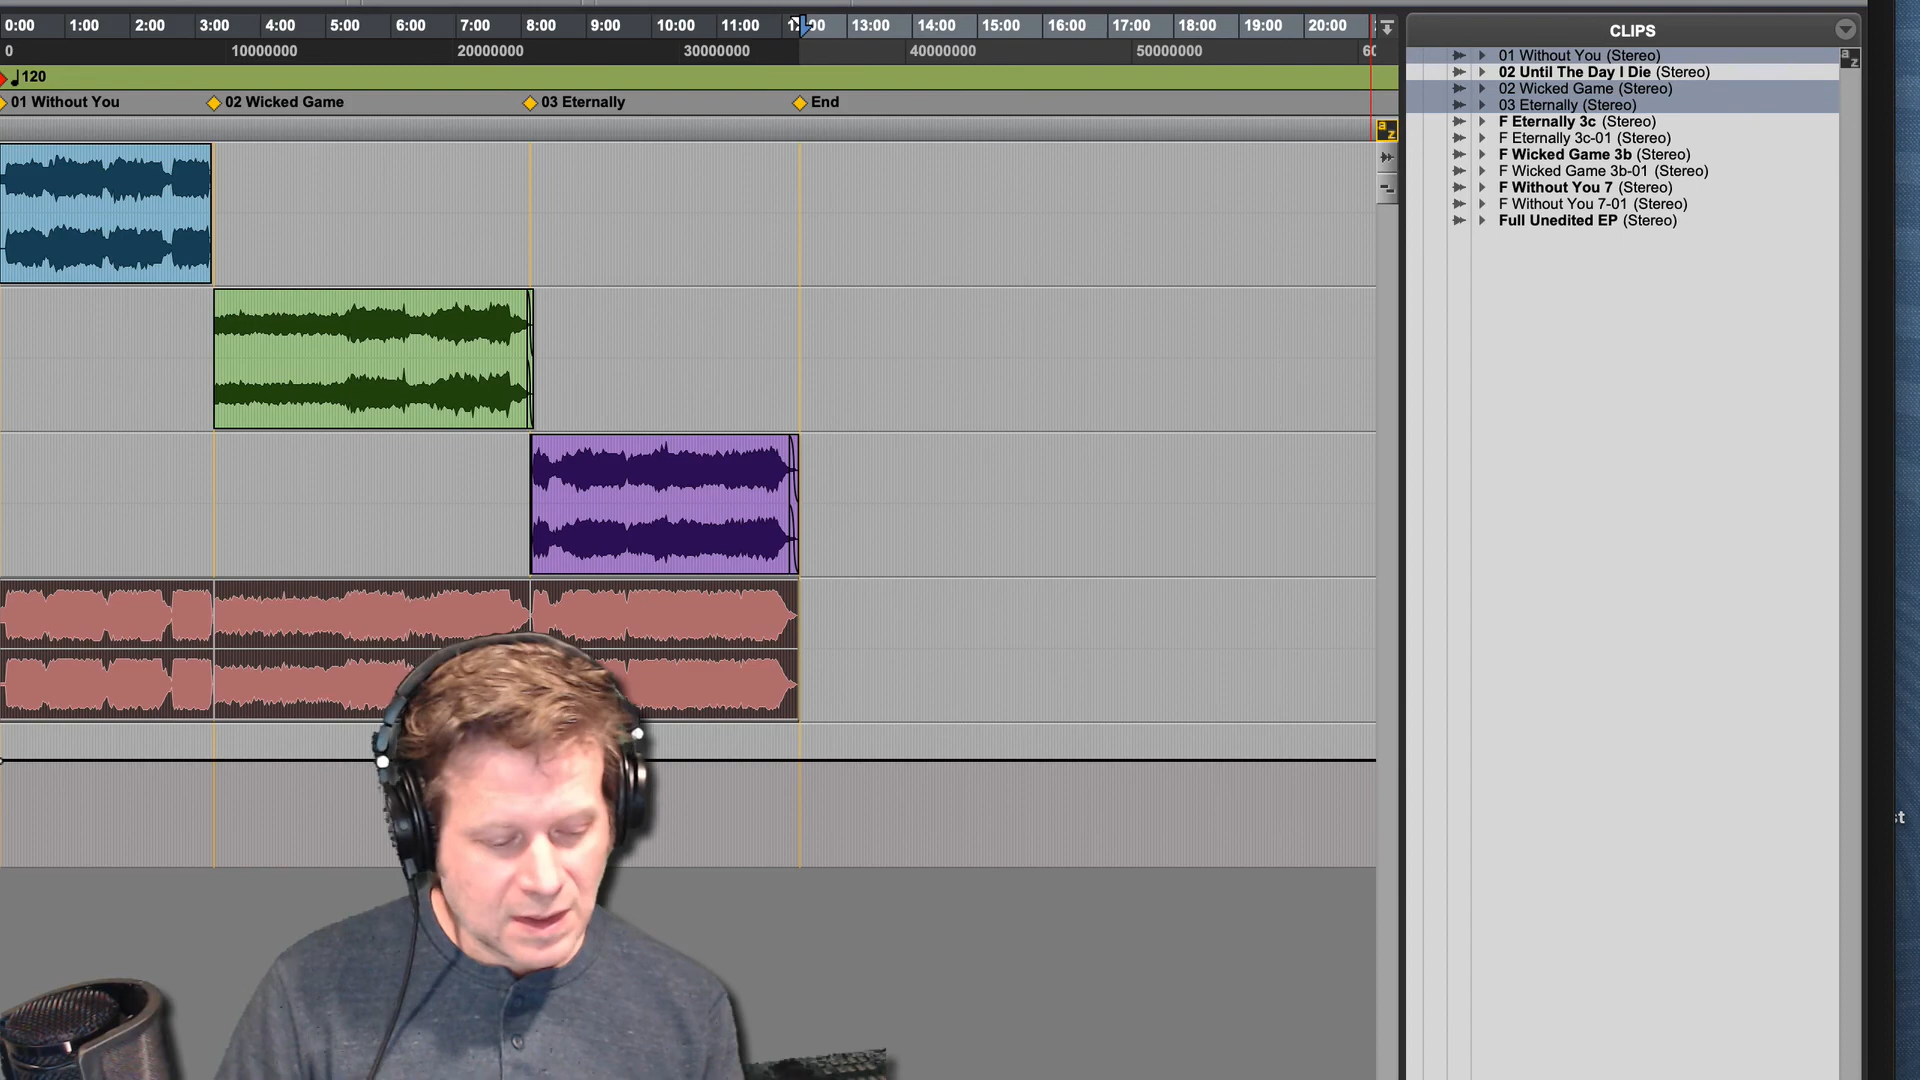 0:00 1:00 2:00 3:00 4:00 5:00 6:00 7:00 8:00 9:00 10:00 11:00 13:00 14:00 15:00 16:00 17:00 18:00 19:00 20:00
0 10000000 20000000 30000000 40000000 50000000
120
01 Without You 02 Wicked Game 03 Eternally End
a z
CLIPS
a z
01 Without You (Stereo)
02 Until The Day I Die (Stereo)
02 Wicked Game (Stereo)
03 Eternally (Stereo)
F Eternally 3c (Stereo)
F Eternally 3c-01 (Stereo)
F Wicked Game 3b (Stereo)
F Wicked Game 3b-01 (Stereo)
F Without You 7 (Stereo)
F Without You 7-01 (Stereo)
Full Unedited EP (Stereo)